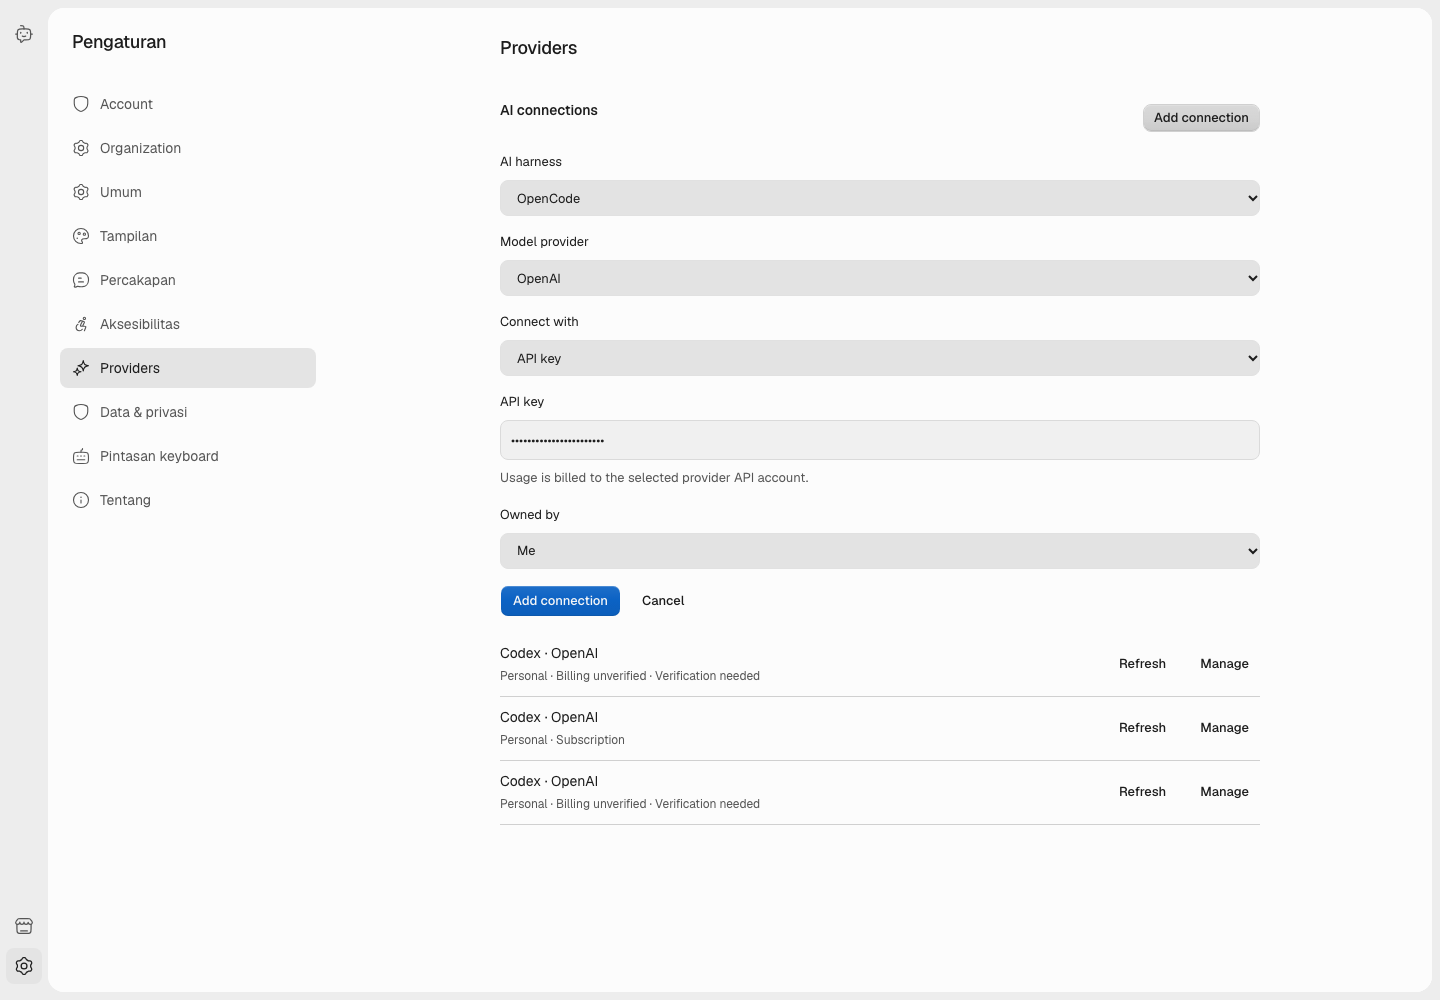 Pengaturan
Account
Organization
Umum
Tampilan
Percakapan
Aksesibilitas
Providers
Data & privasi
Pintasan keyboard
Tentang
Providers
AI connections
Add connection
AI harness
OpenCode
Model provider
OpenAI
Connect with
API key
API key
•••••••••••••••••••••••
Usage is billed to the selected provider API account.
Owned by
Me
Add connection
Cancel
Codex · OpenAI
Personal · Billing unverified · Verification needed
Refresh
Manage
Codex · OpenAI
Personal · Subscription
Refresh
Manage
Codex · OpenAI
Personal · Billing unverified · Verification needed
Refresh
Manage